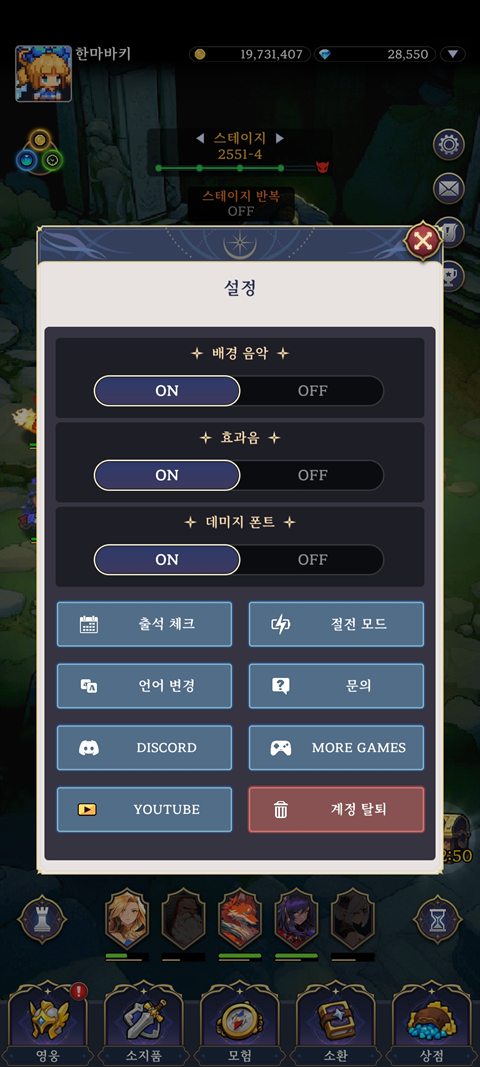 한마바키
19,731,407
28,550
스테이지
2551-4
스테이지 반복
OFF
설정
배경 음악
ON OFF
효과음
ON OFF
데미지 폰트
ON OFF
출석 체크
절전 모드
언어 변경
문의
DISCORD
MORE GAMES
YOUTUBE
계정 탈퇴
2:50
영웅
소지품
모험
소환
상점